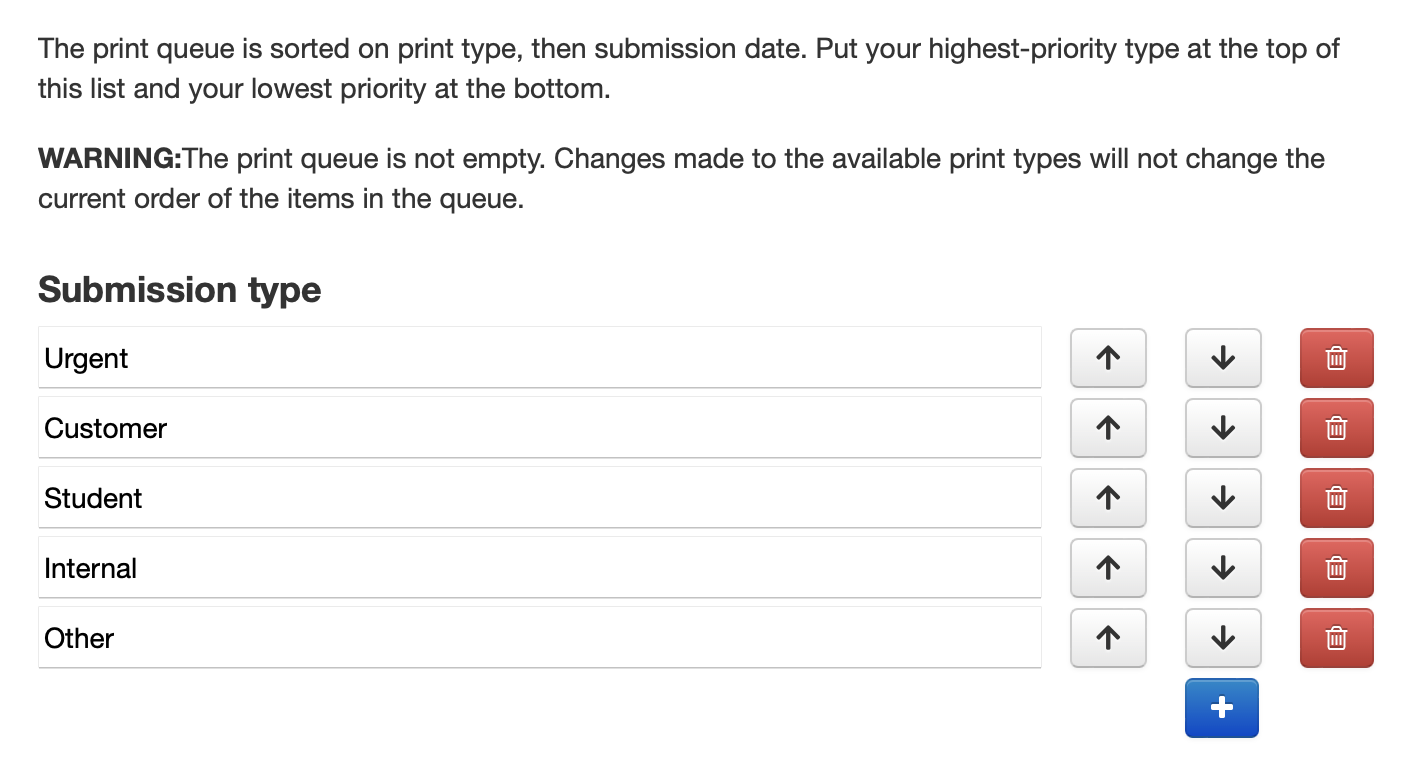 The print queue is sorted on print type, then submission date. Put your highest-priority type at the top of
this list and your lowest priority at the bottom.
WARNING:The print queue is not empty. Changes made to the available print types will not change the
current order of the items in the queue.
Submission type
Urgent
Customer
Student
Internal
Other